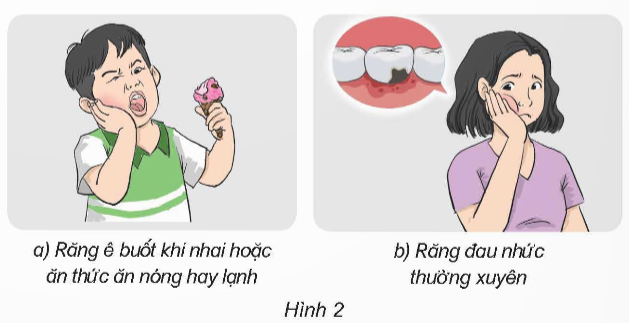 a) Răng ê buốt khi nhai hoặc
ăn thức ăn nóng hay lạnh
b) Răng đau nhức
thường xuyên
Hình 2